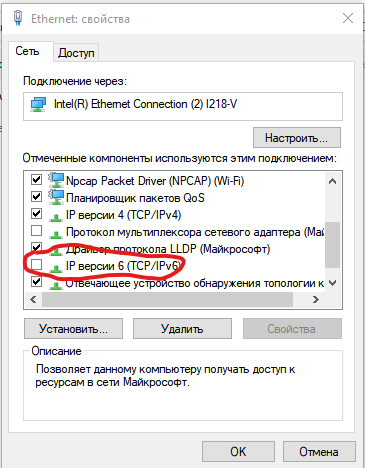 Ethernet: свойства
Сеть
Доступ
Подключение через:
Intel(R) Ethernet Connection (2) I218-V
Настроить...
Отмеченные компоненты используются этим подключением:
Npcap Packet Driver (NPCAP) (Wi-Fi)
Планировщик пакетов QoS
IP версии 4 (TCP/IPv4)
Протокол мультиплексора сетевого адаптера (Май
Драйвер протокола LLDP (Майкрософт)
IP версии 6 (TCP/IPv6)
Отвечающее устройство обнаружения топологии к
Установить...
Удалить
Свойства
Описание
Позволяет данному компьютеру получать доступ к
ресурсам в сети Майкрософт.
OK
Отмена